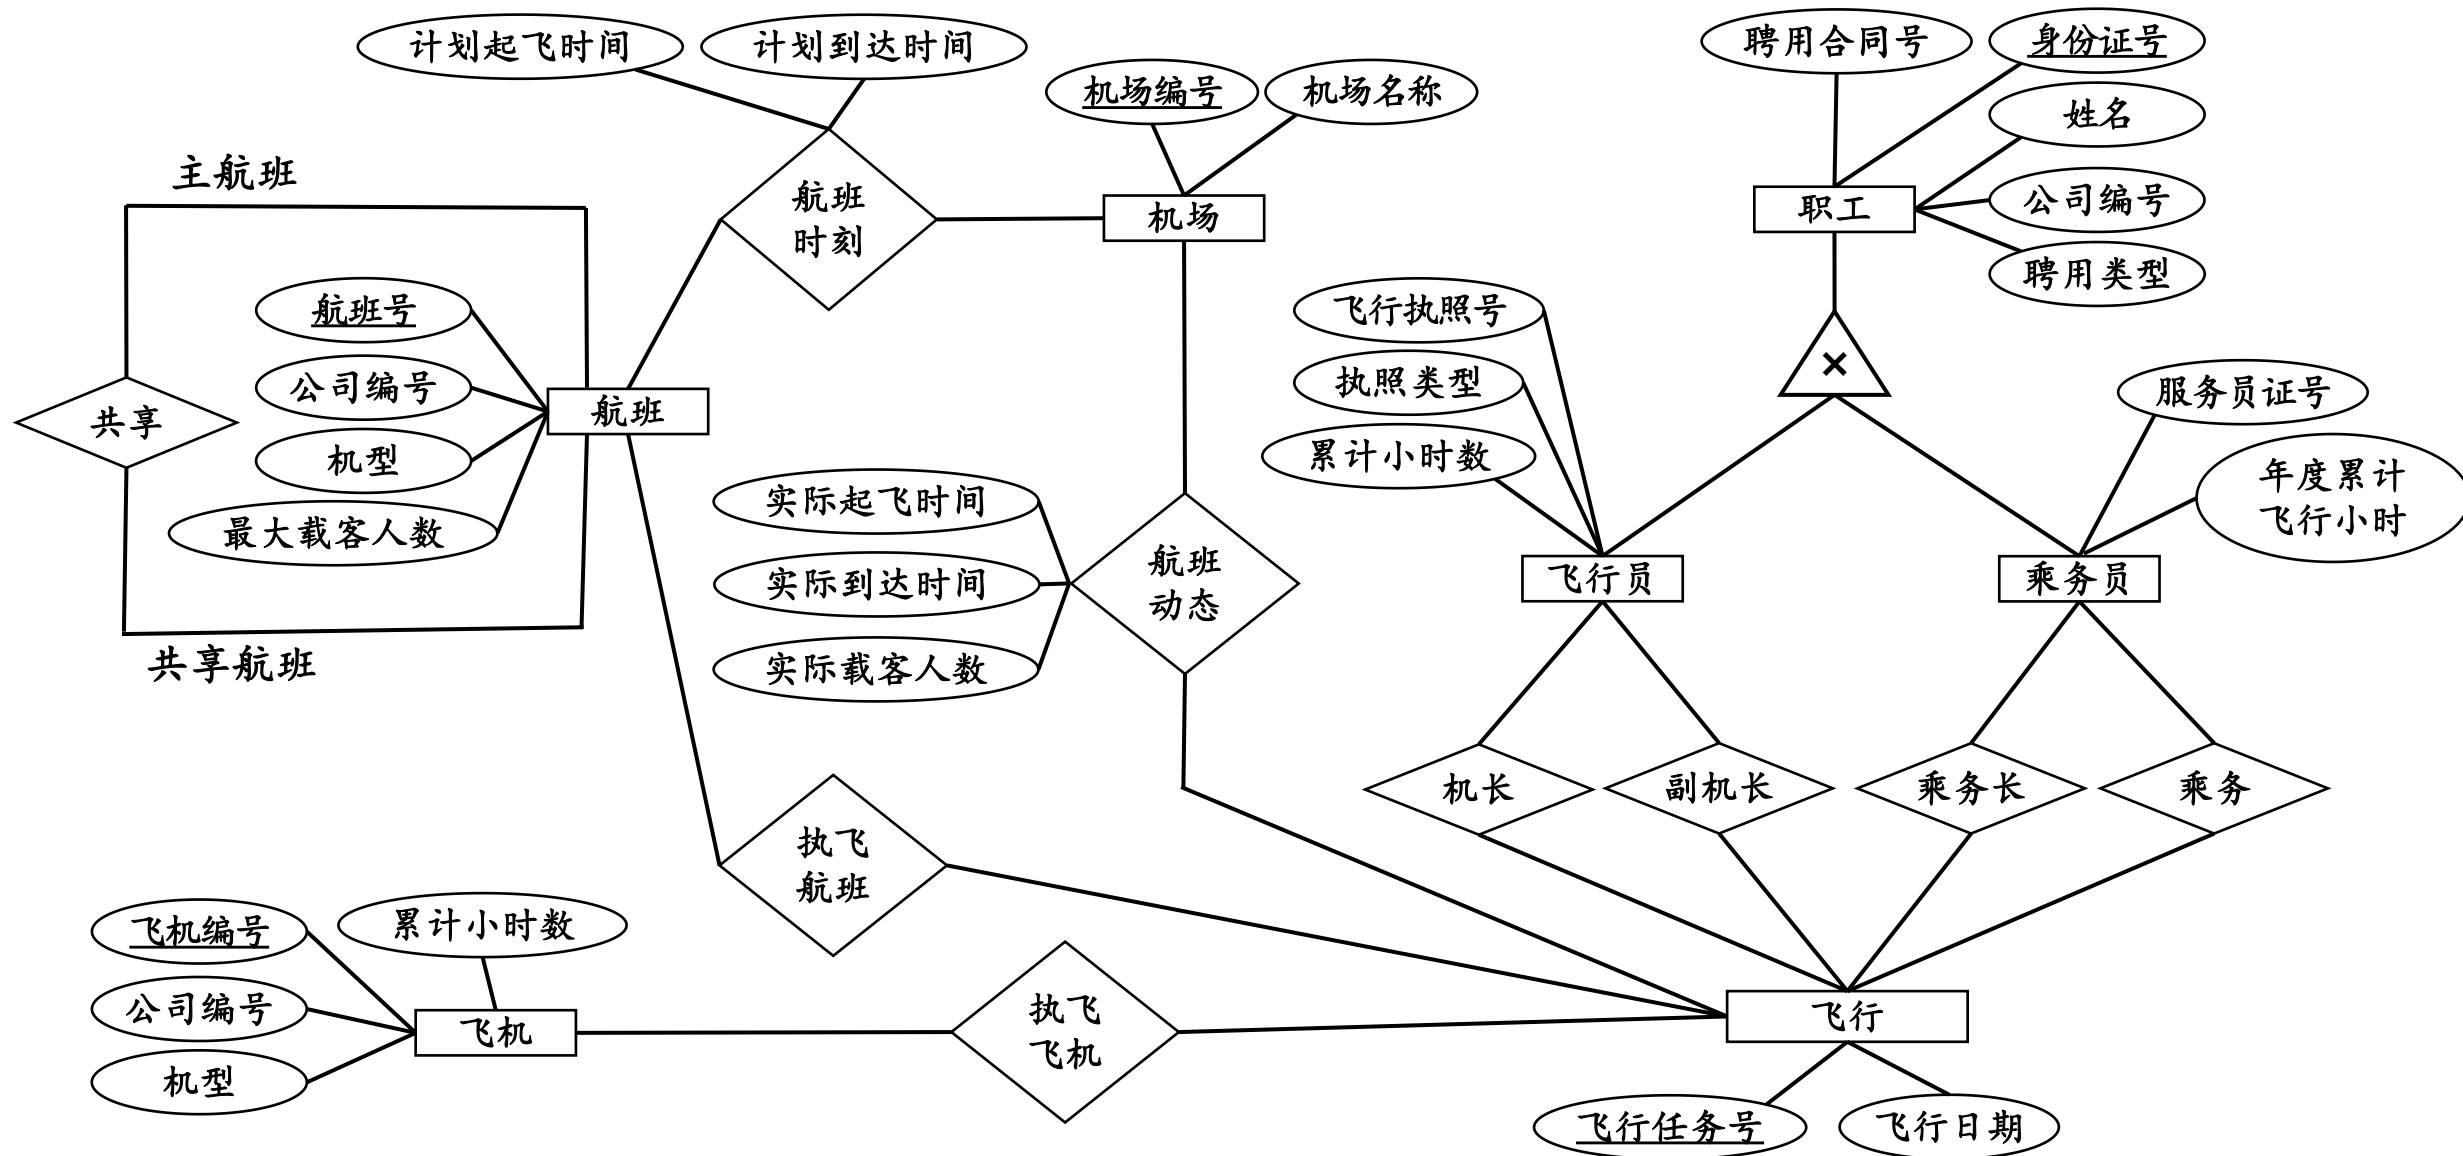 计划起飞时间
计划到达时间
聘用合同号
身份证号
机场编号
机场名称
姓名
主航班
航班
时刻
机场
职工
公司编号
聘用类型
航班号
飞行执照号
×
公司编号
航班
执照类型
服务员证号
共享
机型
累计小时数
年度累计
飞行小时
最大载客人数
实际起飞时间
航班
动态
实际到达时间
飞行员
乘务员
共享航班
实际载客人数
机长
副机长
乘务长
乘务
执飞
航班
飞机编号
累计小时数
公司编号
飞机
执飞
飞机
飞行
机型
飞行任务号
飞行日期